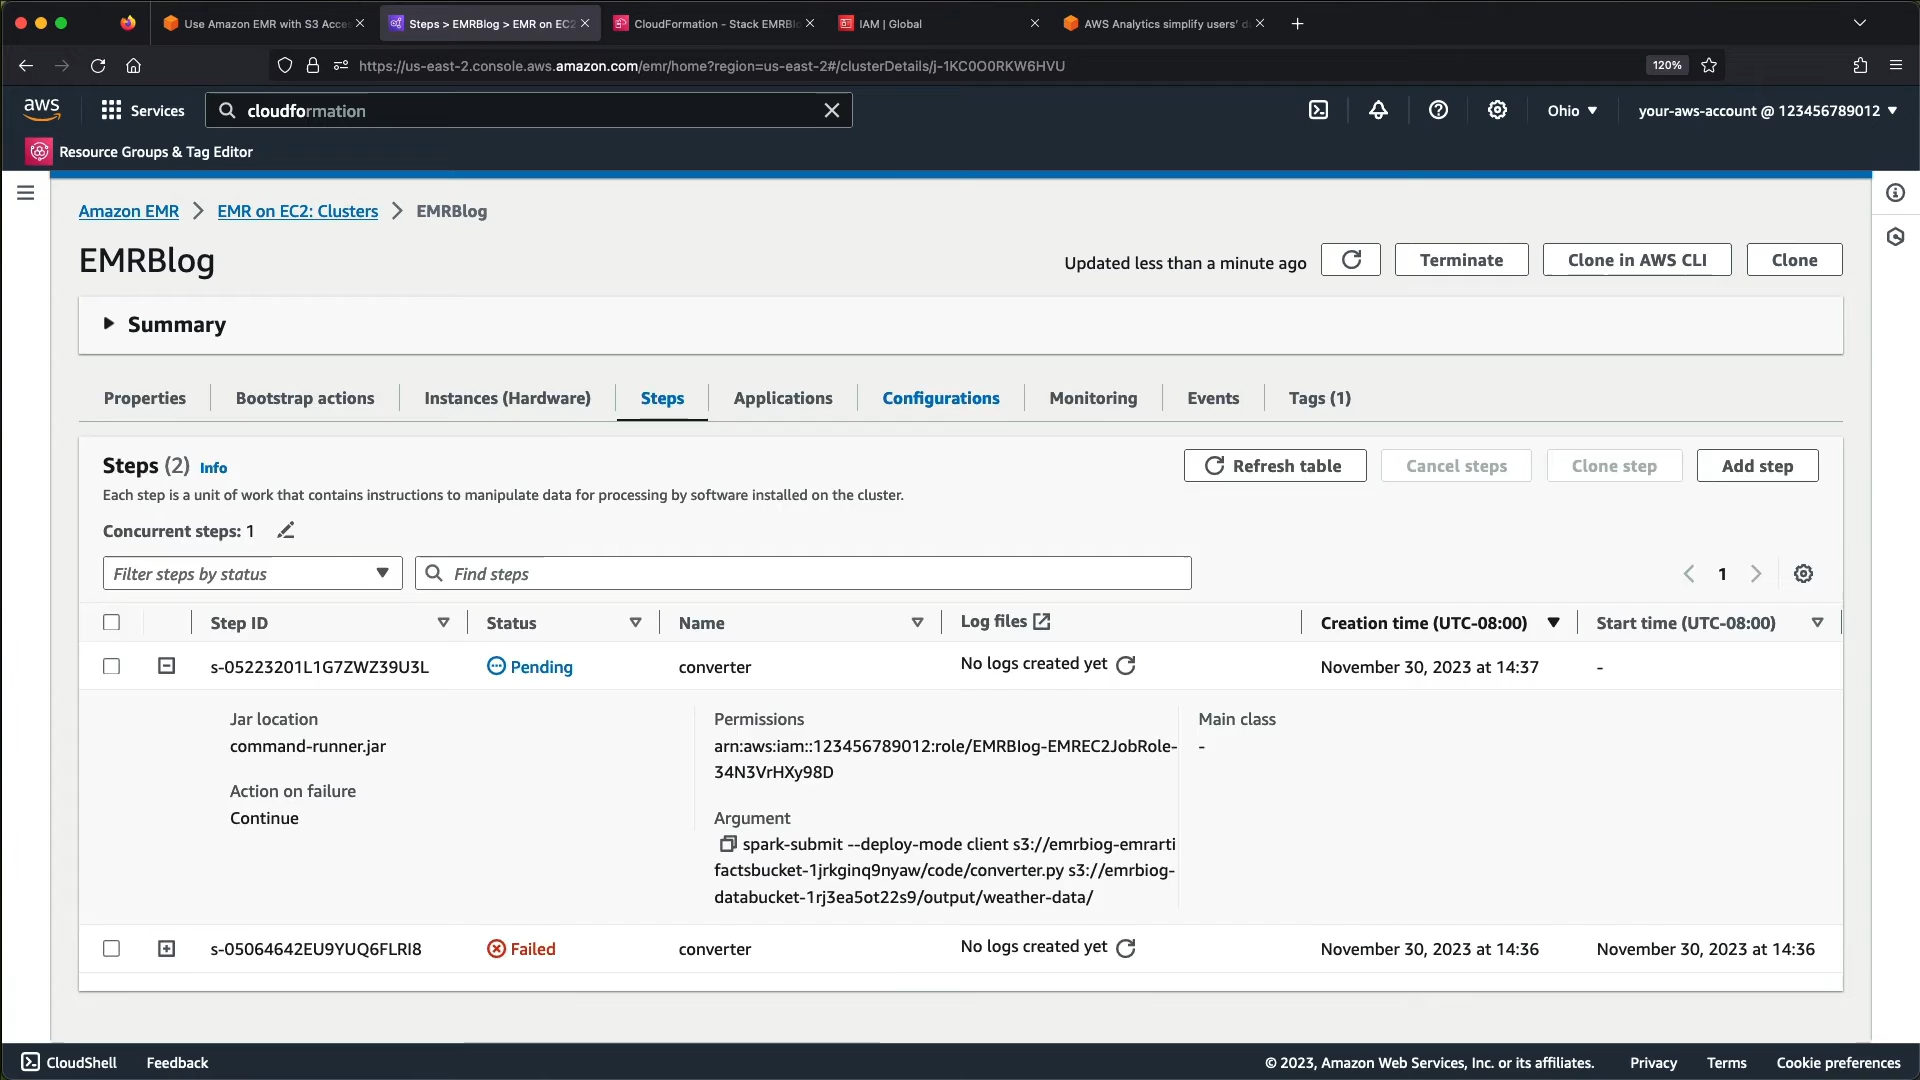 Use Amazon EMR with S3 Acce
Steps > EMRBlog > EMR on EC2
CloudFormation - Stack EMRBl
IAM | Global
AWS Analytics simplify users' d
https://us-east-2.console.aws.amazon.com/emr/home?region=us-east-2#/clusterDetails/j-1KC0O0RKW6HVU
120%
aws
Services
cloudformation
Ohio
your-aws-account @ 123456789012
Resource Groups & Tag Editor
Amazon EMR
EMR on EC2: Clusters
EMRBlog
EMRBlog
Updated less than a minute ago
Terminate
Clone in AWS CLI
Clone
Summary
Properties
Bootstrap actions
Instances (Hardware)
Steps
Applications
Configurations
Monitoring
Events
Tags (1)
Steps (2) Info
Refresh table
Cancel steps
Clone step
Add step
Each step is a unit of work that contains instructions to manipulate data for processing by software installed on the cluster.
Concurrent steps: 1
Filter steps by status
Find steps
1
Step ID
Status
Name
Log files
Creation time (UTC-08:00)
Start time (UTC-08:00)
s-05223201L1G7ZWZ39U3L
Pending
converter
No logs created yet
November 30, 2023 at 14:37
-
Jar location
command-runner.jar
Action on failure
Continue
Permissions
arn:aws:iam::123456789012:role/EMRBIog-EMREC2JobRole-
34N3VrHXy98D
Argument
spark-submit --deploy-mode client s3://emrbiog-emrarti
factsbucket-1jrkginq9nyaw/code/converter.py s3://emrbiog-
databucket-1rj3ea5ot22s9/output/weather-data/
Main class
-
s-05064642EU9YUQ6FLRI8
Failed
converter
No logs created yet
November 30, 2023 at 14:36
November 30, 2023 at 14:36
CloudShell
Feedback
© 2023, Amazon Web Services, Inc. or its affiliates.
Privacy
Terms
Cookie preferences